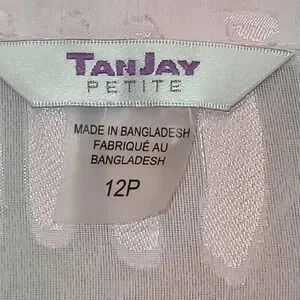 TANJAY
PETITE
MADE IN BANGLADESH
FABRIQUÉ AU
BANGLADESH
12P